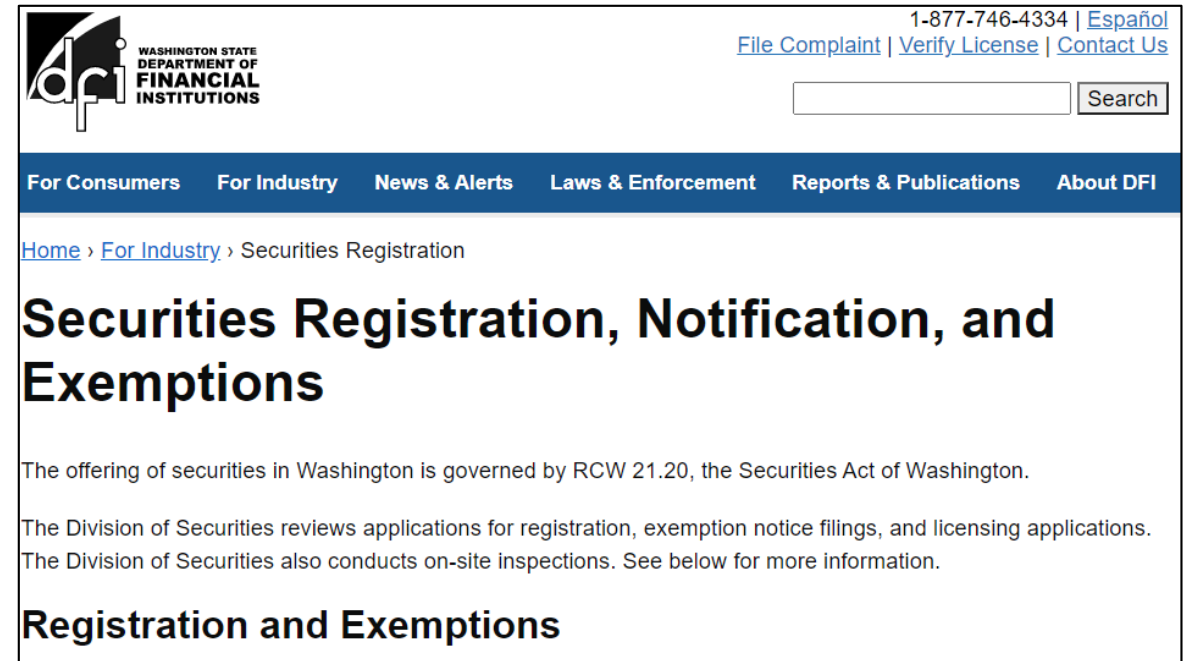 dfi
WASHINGTON STATE
DEPARTMENT OF
FINANCIAL
INSTITUTIONS
1-877-746-4334 | Español
File Complaint | Verify License | Contact Us
Search
For Consumers For Industry News & Alerts Laws & Enforcement Reports & Publications About DFI
Home › For Industry › Securities Registration
Securities Registration, Notification, and
Exemptions
The offering of securities in Washington is governed by RCW 21.20, the Securities Act of Washington.
The Division of Securities reviews applications for registration, exemption notice filings, and licensing applications.
The Division of Securities also conducts on-site inspections. See below for more information.
Registration and Exemptions